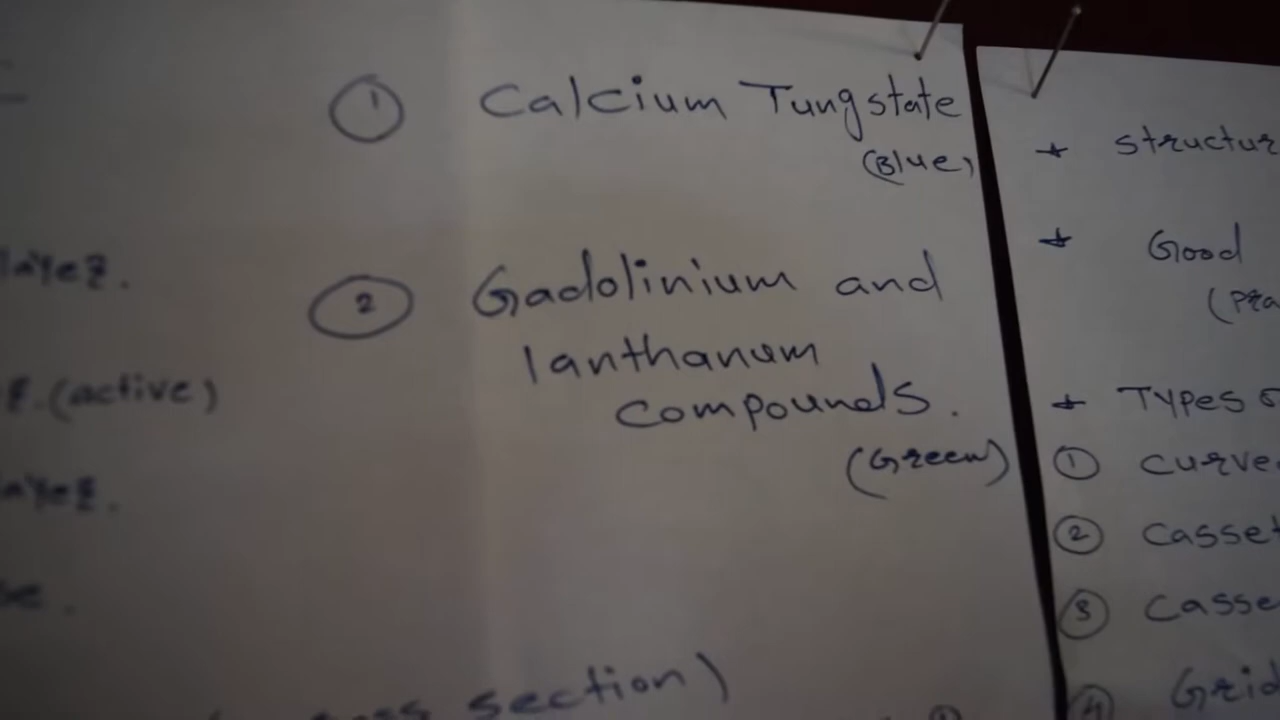 ① Calcium Tungstate
(Blue)
② Gadolinium and
lanthanum
compounds.
(Green)
layer.
(active)
section)
* structur
* Good
(Pra
* Types o
① curve
② Casset
③ Casse
④ Grid